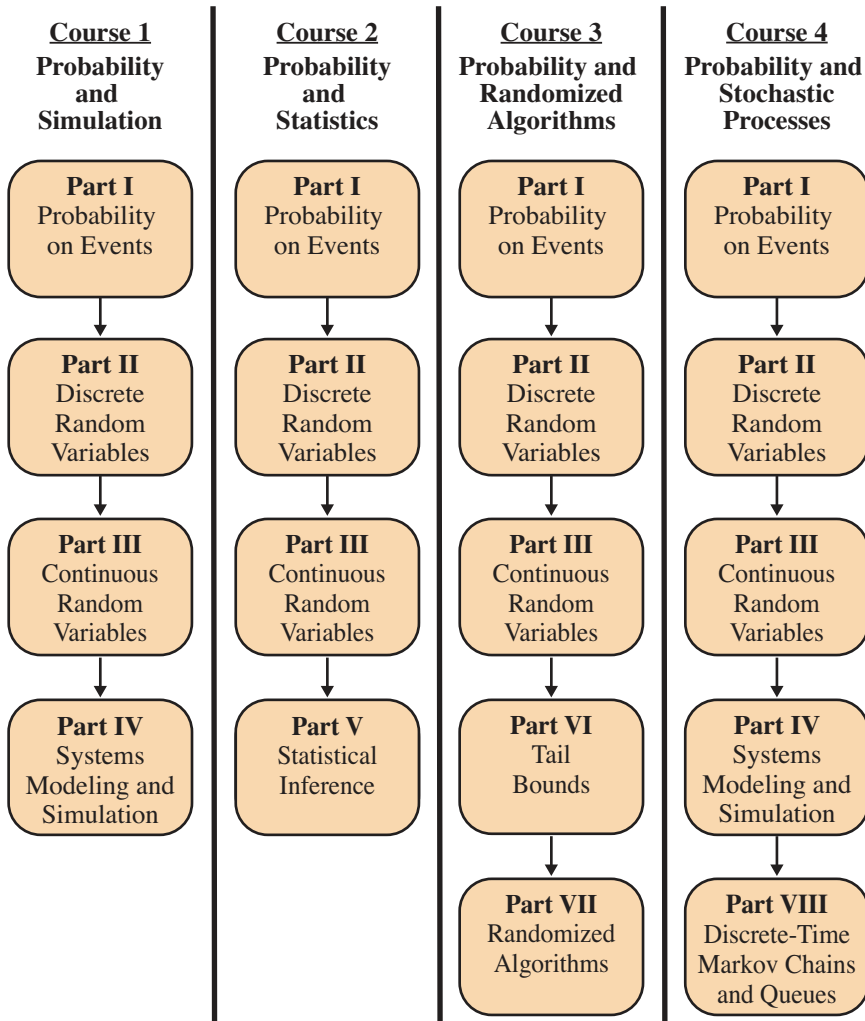 Course 1
Probability
and
Simulation
Part I
Probability
on Events
Part II
Discrete
Random
Variables
Part III
Continuous
Random
Variables
Part IV
Systems
Modeling and
Simulation
Course 2
Probability
and
Statistics
Part I
Probability
on Events
Part II
Discrete
Random
Variables
Part III
Continuous
Random
Variables
Part V
Statistical
Inference
Course 3
Probability and
Randomized
Algorithms
Part I
Probability
on Events
Part II
Discrete
Random
Variables
Part III
Continuous
Random
Variables
Part VI
Tail
Bounds
Part VII
Randomized
Algorithms
Course 4
Probability and
Stochastic
Processes
Part I
Probability
on Events
Part II
Discrete
Random
Variables
Part III
Continuous
Random
Variables
Part IV
Systems
Modeling and
Simulation
Part VIII
Discrete-Time
Markov Chains
and Queues